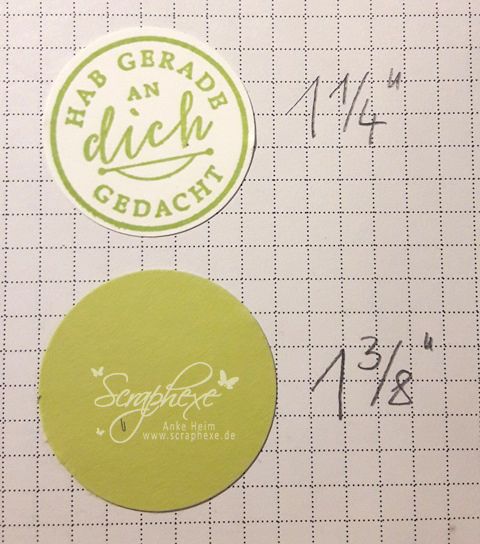 HAB GERADE
AN
dich
GEDACHT
1 1/4"
1 3/8"
Scraphexe
Anke Heim
www.scraphexe.de